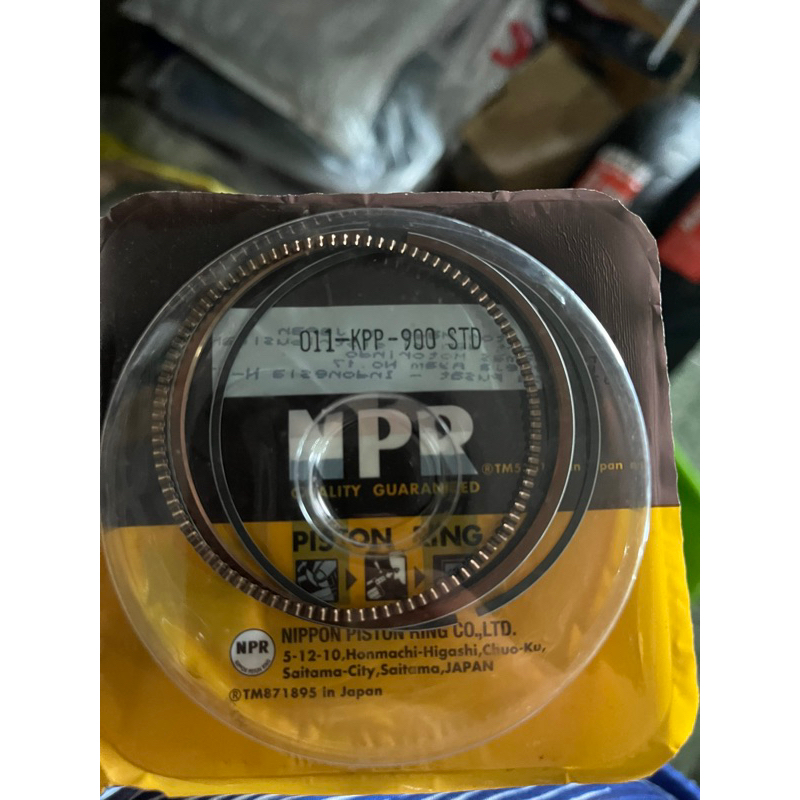 011-KPP-900 STD
NPR
QUALITY GUARANTEED
PISTON RING
NPR
NIPPON PISTON RING CO.,LTD.
5-12-10,Honmachi-Higashi,Chuo-Ku,
Saitama-City,Saitama,JAPAN
®TM871895 in Japan